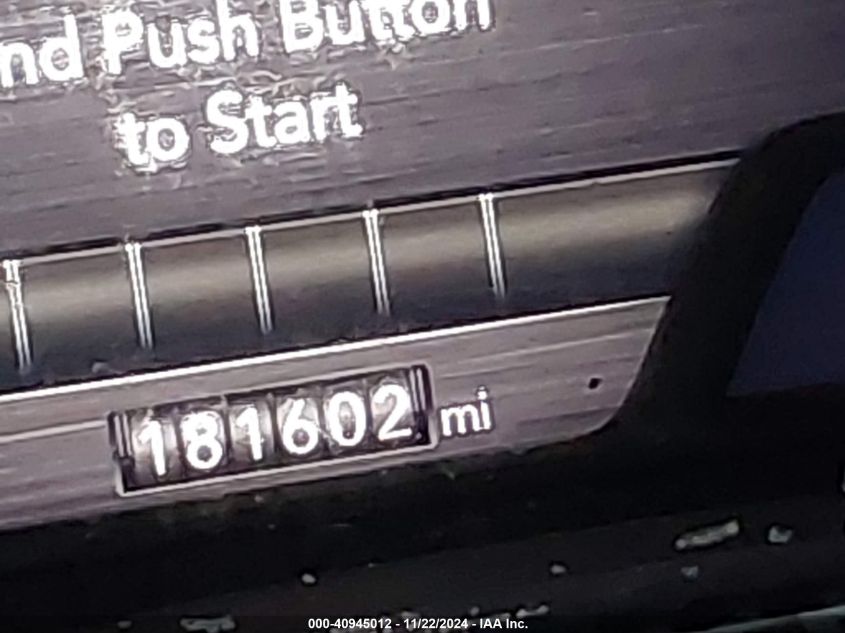 nd Push Button
to Start
181602 mi
000-40945012 - 11/22/2024 - IAA Inc.